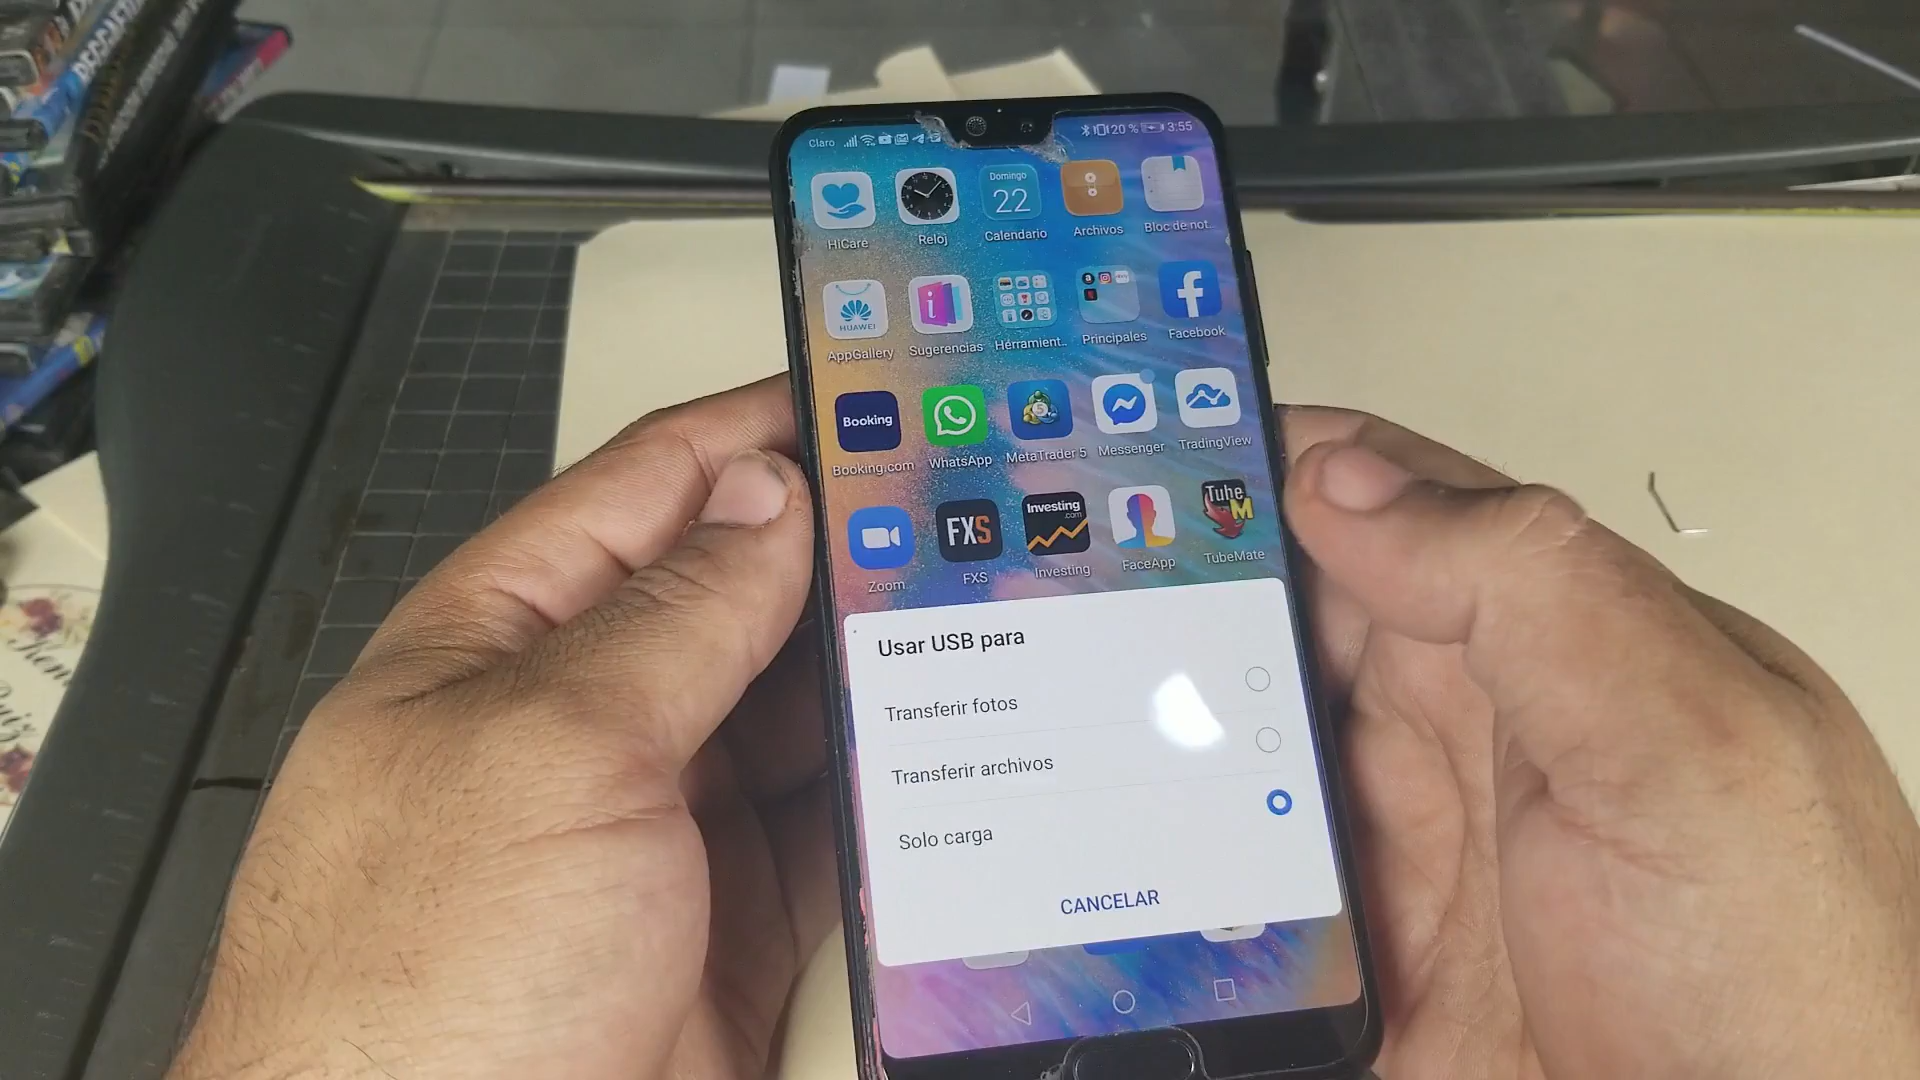 Claro
20 %
3:55
Domingo
22
HiCare
Reloj
Calendario
Archivos
Bloc de not..
HUAWEI
AppGallery
Sugerencias
Herramient..
Principales
Facebook
Booking
Booking.com
WhatsApp
5
MetaTrader 5
Messenger
TradingView
FXS
Investing
.com
Tube
M
Zoom
FXS
Investing
FaceApp
TubeMate
Usar USB para
Transferir fotos
Transferir archivos
Solo carga
CANCELAR